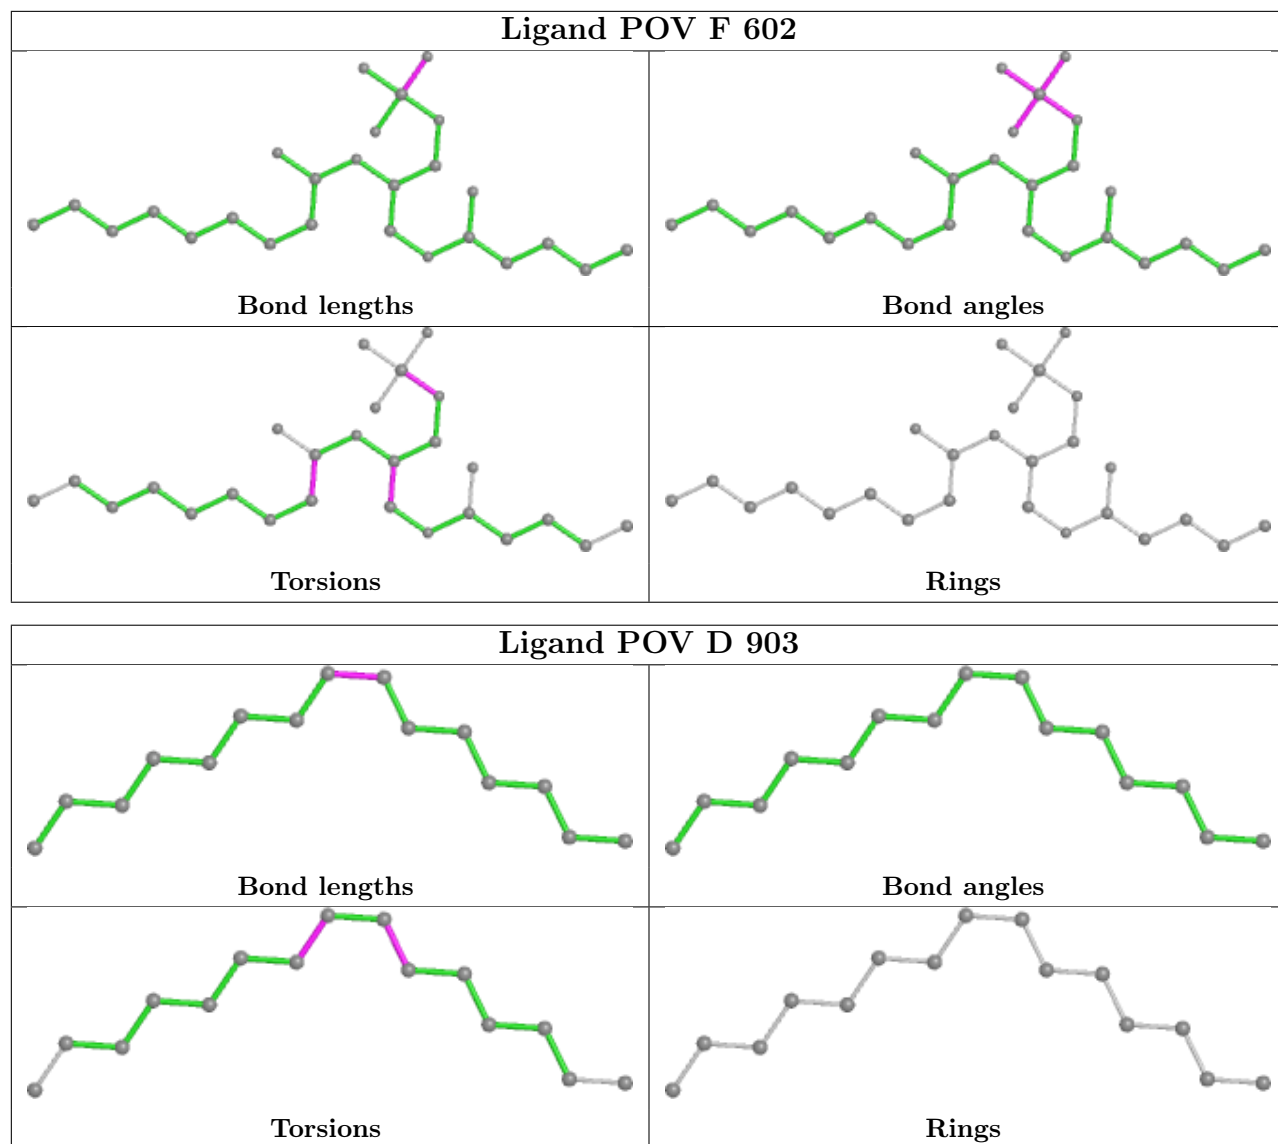 Ligand POV F 602
Bond lengths
Bond angles
Torsions
Rings
Ligand POV D 903
Bond lengths
Bond angles
Torsions
Rings